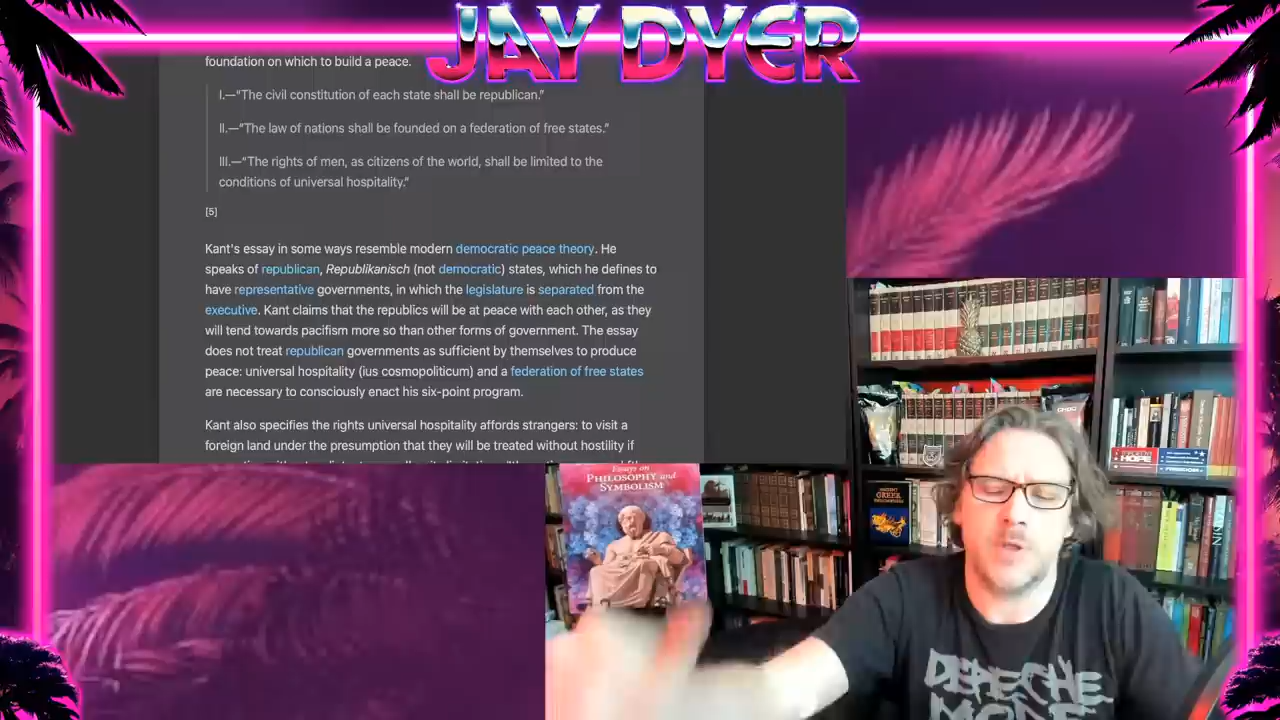 JAY DYER
foundation on which to build a peace.
I.—"The civil constitution of each state shall be republican."
II.—"The law of nations shall be founded on a federation of free states."
III.—"The rights of men, as citizens of the world, shall be limited to the
conditions of universal hospitality."
[5]
Kant's essay in some ways resemble modern democratic peace theory. He
speaks of republican, Republikanisch (not democratic) states, which he defines to
have representative governments, in which the legislature is separated from the
executive. Kant claims that the republics will be at peace with each other, as they
will tend towards pacifism more so than other forms of government. The essay
does not treat republican governments as sufficient by themselves to produce
peace: universal hospitality (ius cosmopoliticum) and a federation of free states
are necessary to consciously enact his six-point program.
Kant also specifies the rights universal hospitality affords strangers: to visit a
foreign land under the presumption that they will be treated without hostility if
Essays on
PHILOSOPHY and
SYMBOLISM
ANCIENT
GREEK
HOPE
DEPECHE
MODE